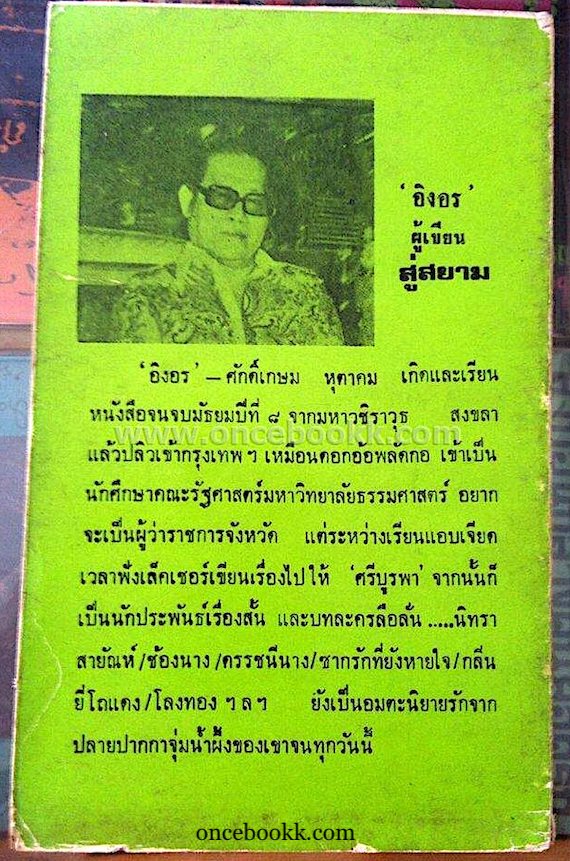 'อิงอร'
ผู้เขียน
สู่สยาม
'อิงอร' – ศักดิ์เกษม หุตาคม เกิดและเรียน
หนังสือจนจบมัธยมปีที่ ๘ จากมหาวชิราวุธ สงขลา
www.oncebookk.com
แล้วปลิวเข้ากรุงเทพฯ เหมือนดอกอ้อพลัดกอ เข้าเป็น
นักศึกษาคณะรัฐศาสตร์มหาวิทยาลัยธรรมศาสตร์ อยาก
จะเป็นผู้ว่าราชการจังหวัด แต่ระหว่างเรียนแอบเจียด
เวลาฟังเล็คเชอร์เขียนเรื่องไปให้ 'ศรีบูรพา' จากนั้นก็
เป็นนักประพันธ์เรื่องสั้น และบทละครลือลั่น .....นิทรา
สายัณห์/ช้องนาง/ดรรชนีนาง/ซากรักที่ยังหายใจ/กลิ่น
ยี่โถแดง/โลงทอง ฯลฯ ยังเป็นอมตะนิยายรักจาก
ปลายปากกาจุ่มน้ำผึ้งของเขาจนทุกวันนี้
oncebookk.com